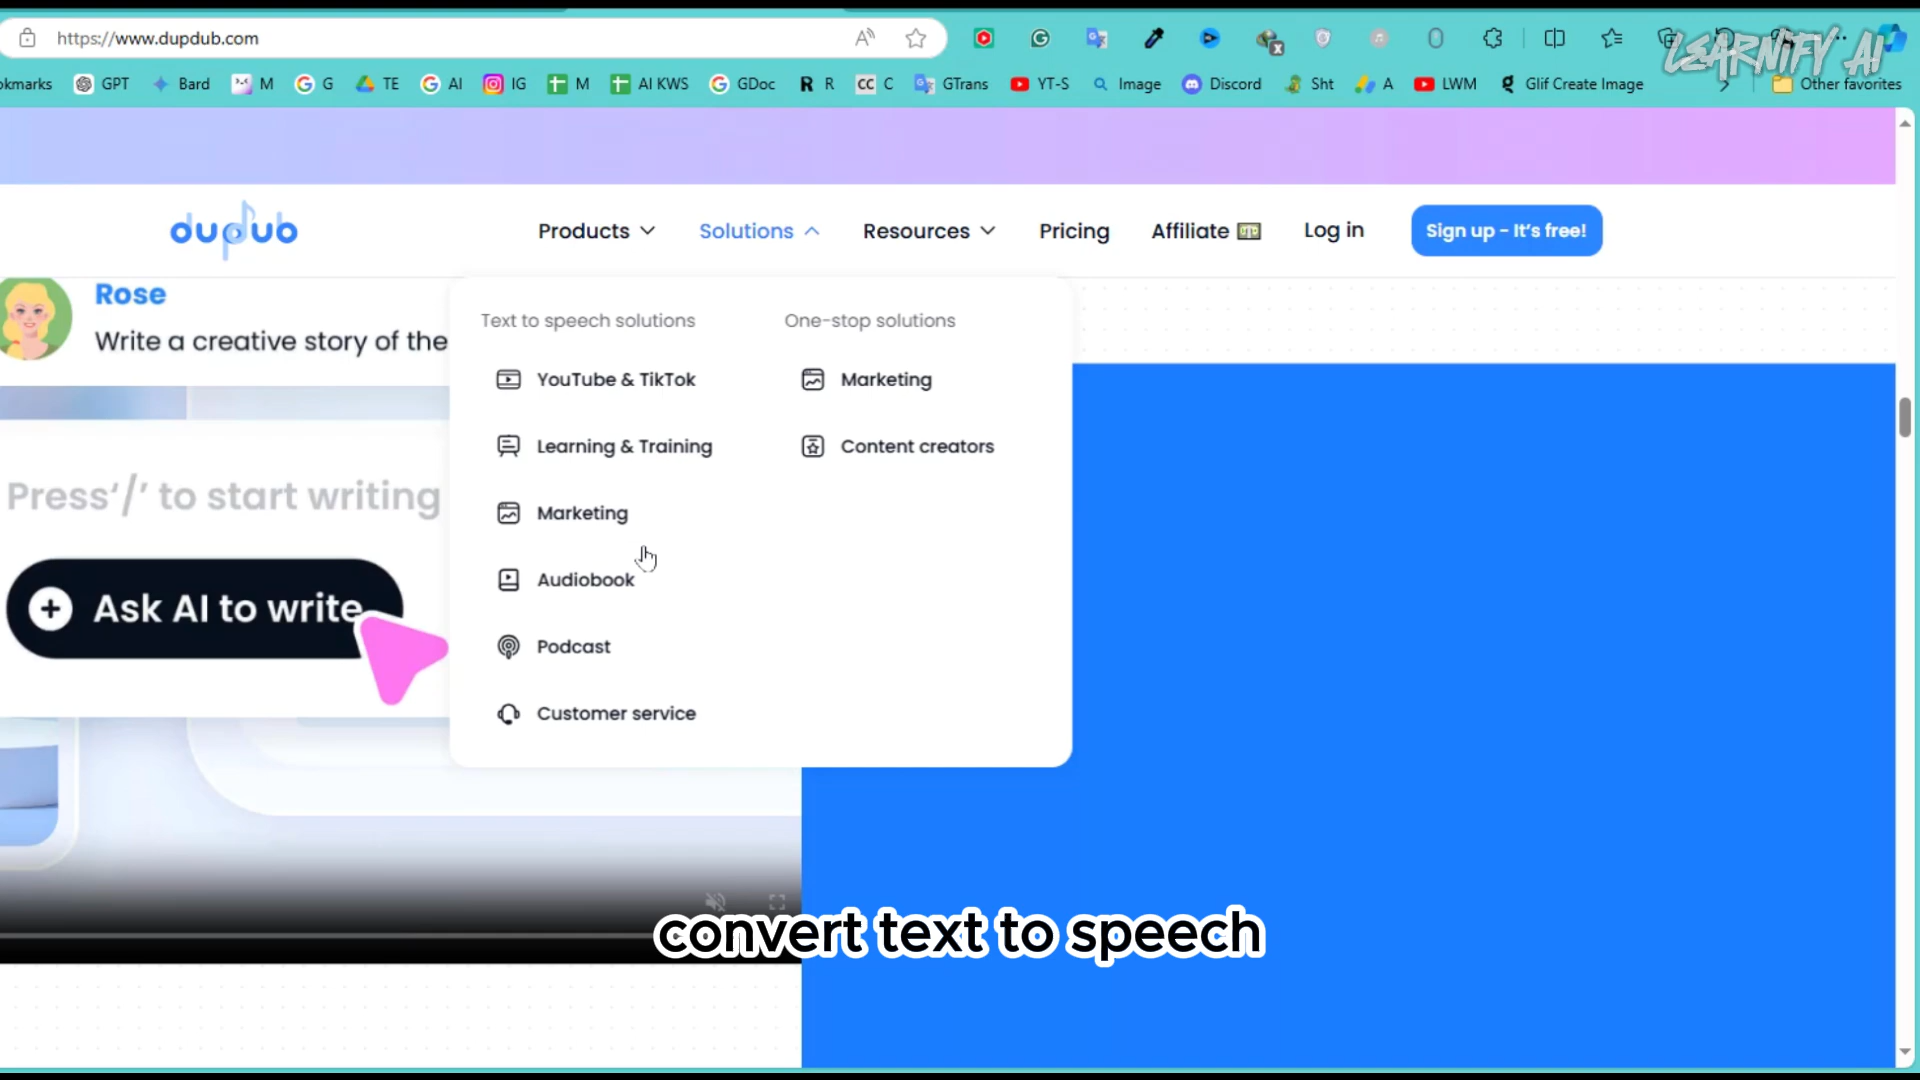 LEARNIFY AI
https://www.dupdub.com
okmarks GPT Bard M G TE AI IG M AI KWS GDoc R CC C GTrans YT-S Image Discord Sht A LWM Glif Create Image Other favorites
dupdub Products Solutions Resources Pricing Affiliate Log in Sign up - It's free!
Rose
Write a creative story of the
Text to speech solutions One-stop solutions
YouTube & TikTok Marketing
Learning & Training Content creators
Press'/' to start writing
Marketing
Audiobook
Ask AI to write
Podcast
Customer service
convert text to speech